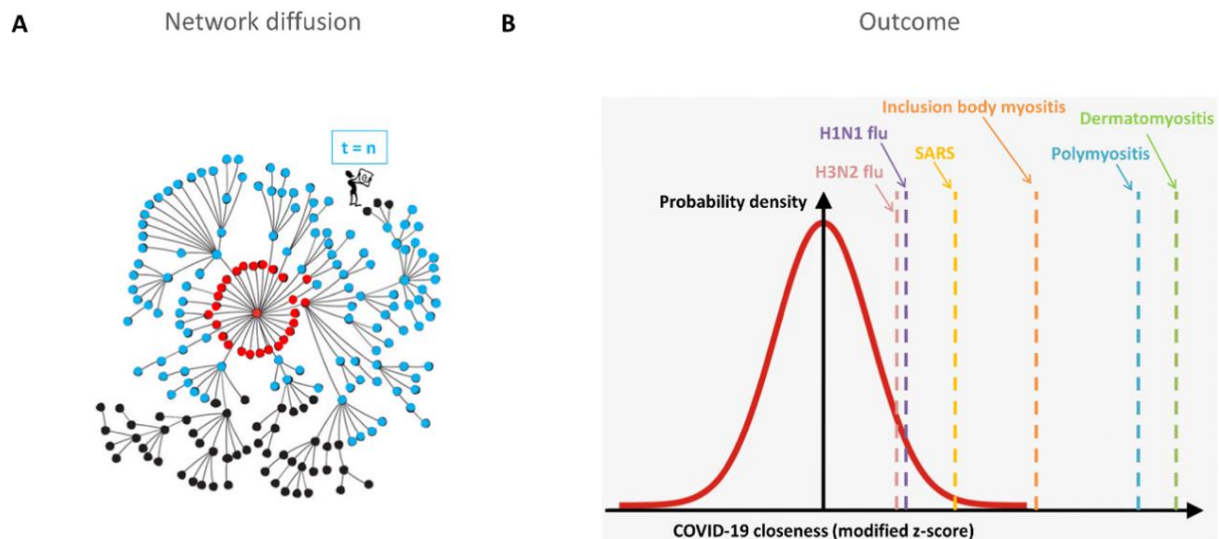 A
Network diffusion
t = n
B
Outcome
Inclusion body myositis
Dermatomyositis
H1N1 flu
SARS
Polymyositis
H3N2 flu
Probability density
COVID-19 closeness (modified z-score)